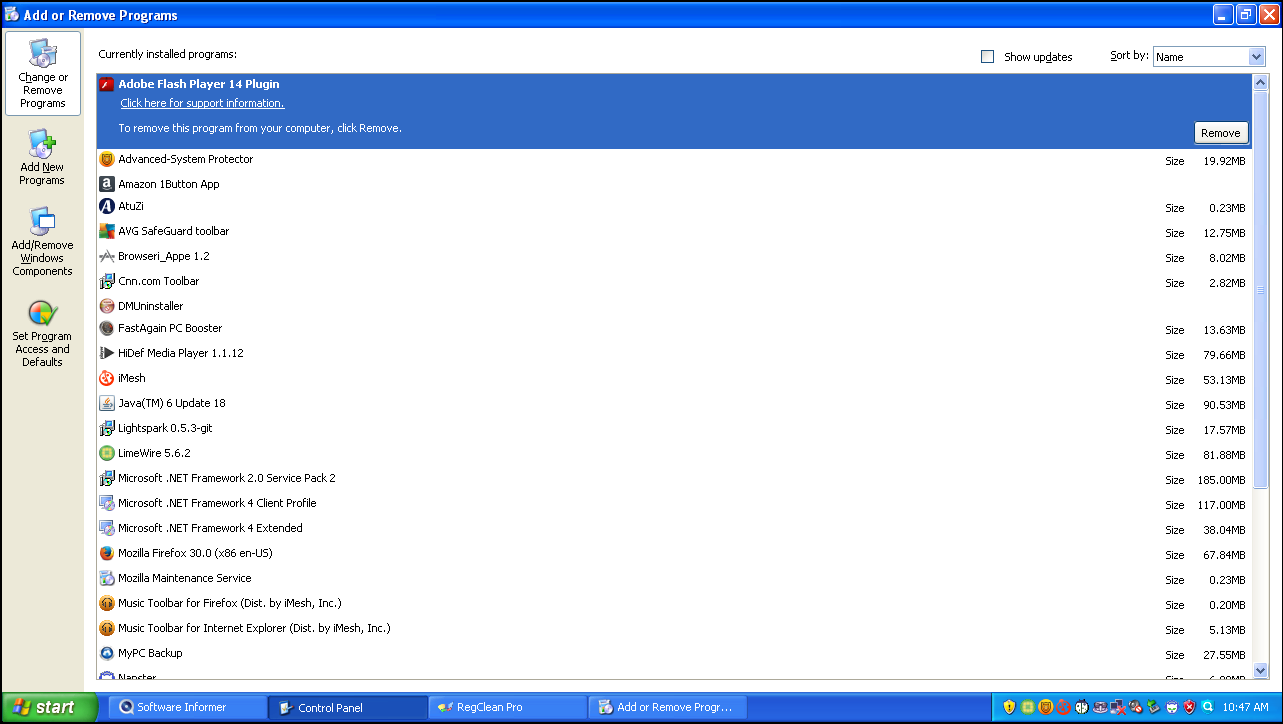 Add or Remove Programs
Change or
Remove
Programs
Add New
Programs
Add/Remove
Windows
Components
Set Program
Access and
Defaults
Currently installed programs:
Show updates
Sort by:
Name
Adobe Flash Player 14 Plugin
Click here for support information.
To remove this program from your computer, click Remove.
Remove
Advanced-System Protector Size 19.92MB
Amazon 1Button App
AtuZi Size 0.23MB
AVG SafeGuard toolbar Size 12.75MB
Browseri_Appe 1.2 Size 8.02MB
Cnn.com Toolbar Size 2.82MB
DMUninstaller
FastAgain PC Booster Size 13.63MB
HiDef Media Player 1.1.12 Size 79.66MB
iMesh Size 53.13MB
Java(TM) 6 Update 18 Size 90.53MB
Lightspark 0.5.3-git Size 17.57MB
LimeWire 5.6.2 Size 81.88MB
Microsoft .NET Framework 2.0 Service Pack 2 Size 185.00MB
Microsoft .NET Framework 4 Client Profile Size 117.00MB
Microsoft .NET Framework 4 Extended Size 38.04MB
Mozilla Firefox 30.0 (x86 en-US) Size 67.84MB
Mozilla Maintenance Service Size 0.23MB
Music Toolbar for Firefox (Dist. by iMesh, Inc.) Size 0.20MB
Music Toolbar for Internet Explorer (Dist. by iMesh, Inc.) Size 5.13MB
MyPC Backup Size 27.55MB
Napster Size
start
Software Informer
Control Panel
RegClean Pro
Add or Remove Progr...
10:47 AM